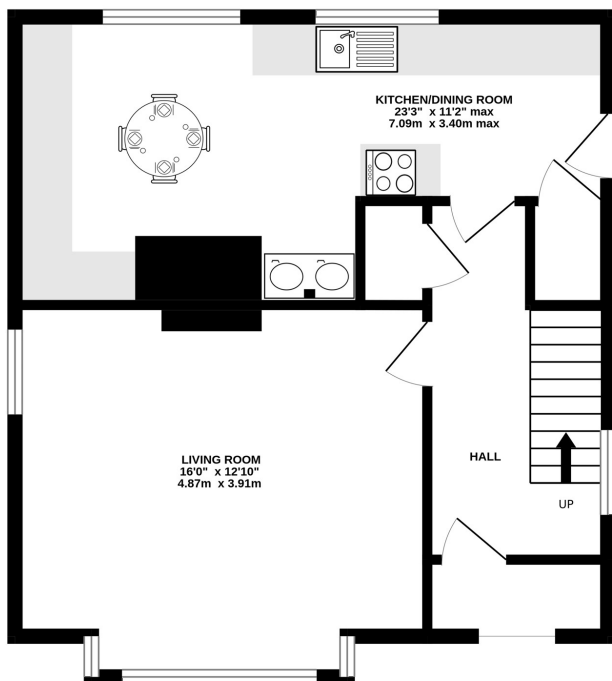 KITCHEN/DINING ROOM
23'3" x 11'2" max
7.09m x 3.40m max
LIVING ROOM
16'0" x 12'10"
4.87m x 3.91m
HALL
UP